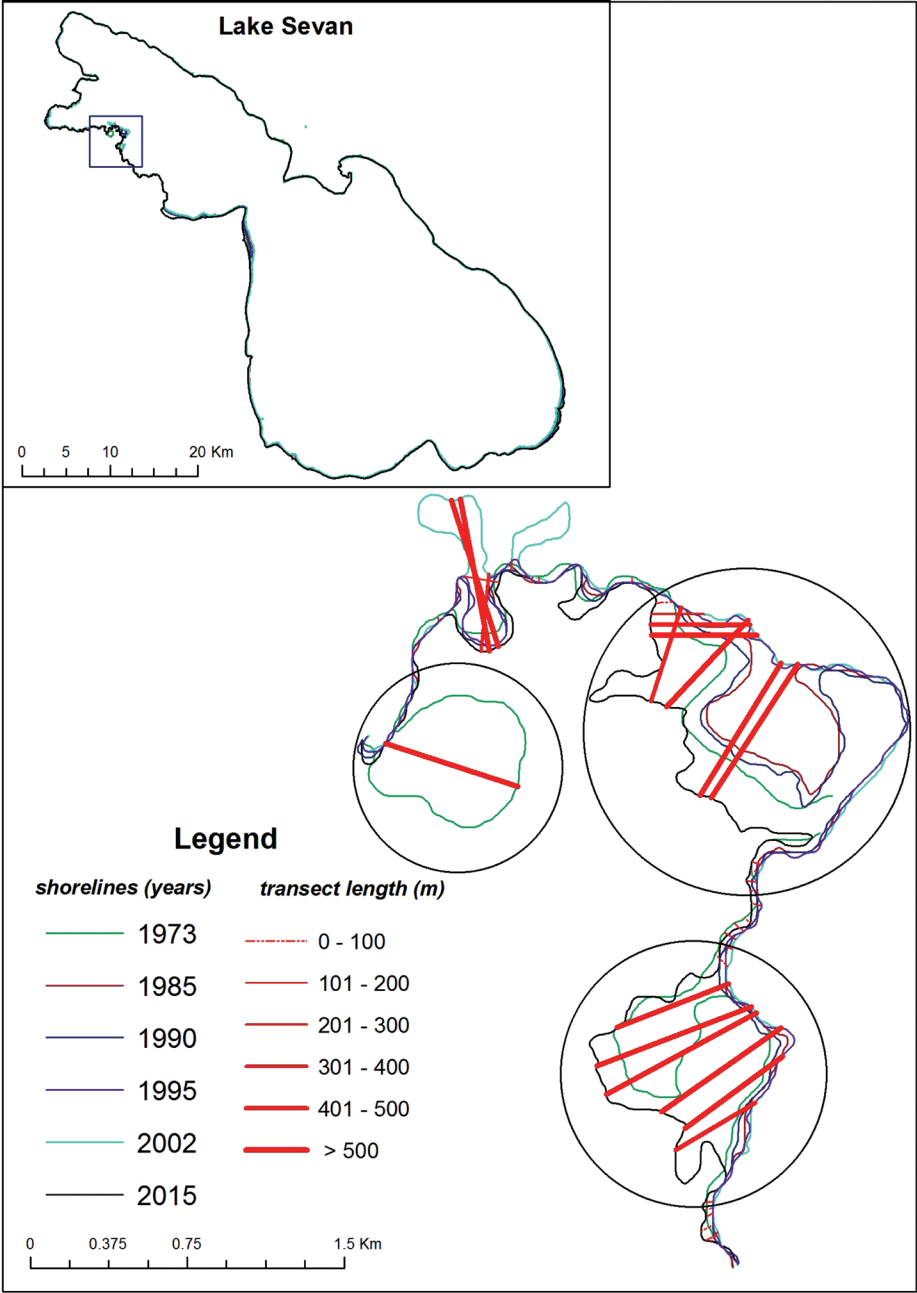 Lake Sevan
0 5 10 20 Km
Legend
shorelines (years) transect length (m)
1973
0 - 100
1985
101 - 200
1990
201 - 300
1995
301 - 400
2002
401 - 500
2015
> 500
0 0.375 0.75 1.5 Km